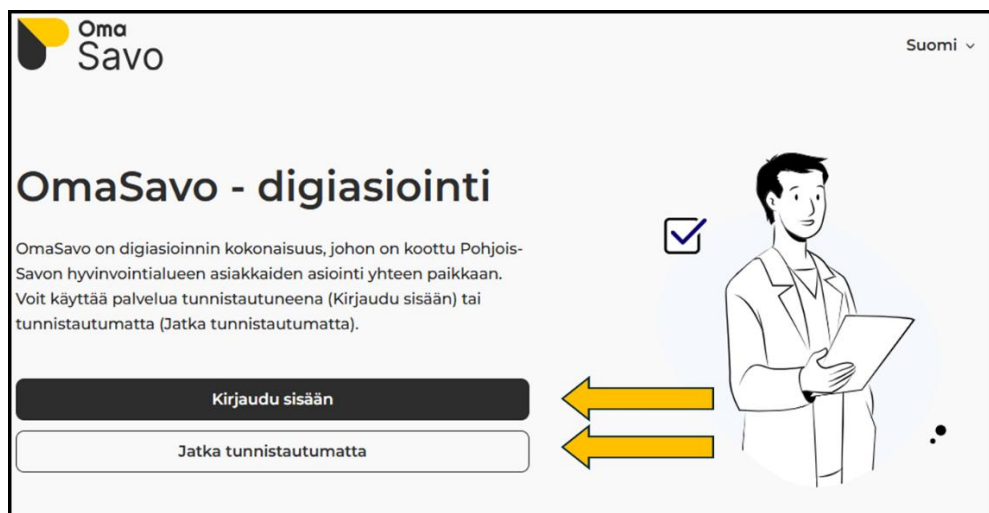 Oma
Savo
Suomi
OmaSavo - digiasiointi
OmaSavo on digiasioinnin kokonaisuus, johon on koottu Pohjois-
Savon hyvinvointialueen asiakkaiden asiointi yhteen paikkaan.
Voit käyttää palvelua tunnistautuneena (Kirjaudu sisään) tai
tunnistautumatta (Jatka tunnistautumatta).
Kirjaudu sisään
Jatka tunnistautumatta